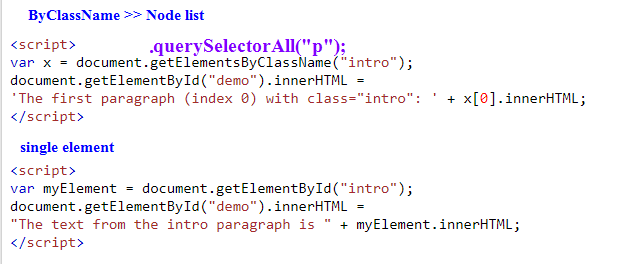 ByClassName >> Node list
<script>
.querySelectorAll("p");
var x = document.getElementsByClassName("intro");
document.getElementById("demo").innerHTML =
'The first paragraph (index 0) with class="intro": ' + x[0].innerHTML;
</script>
single element
<script>
var myElement = document.getElementById("intro");
document.getElementById("demo").innerHTML =
"The text from the intro paragraph is " + myElement.innerHTML;
</script>